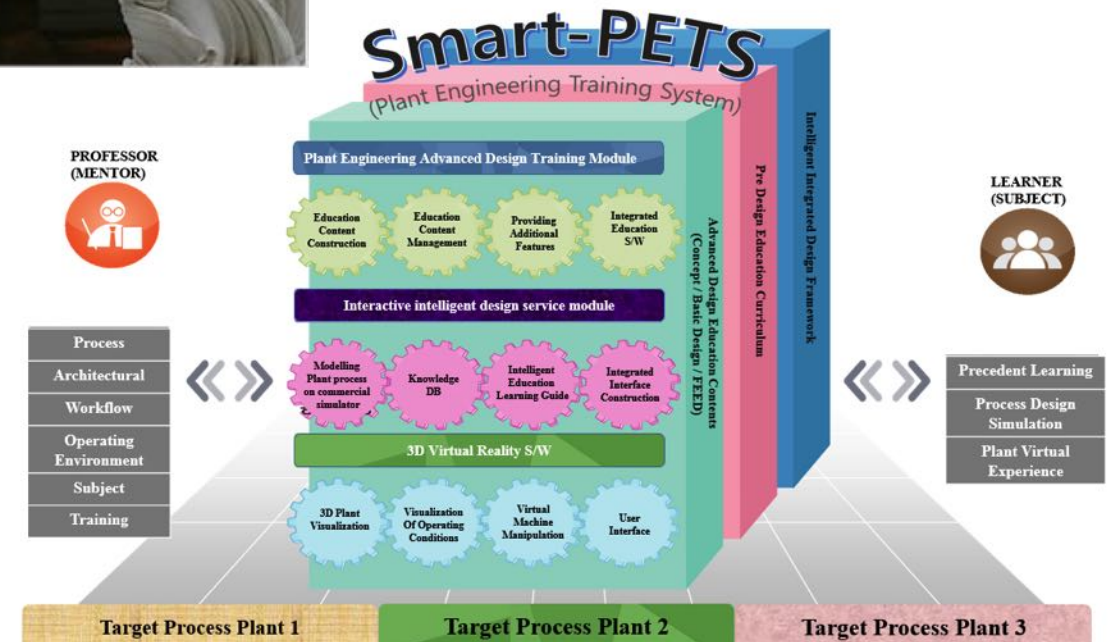 Smart-PETS
(Plant Engineering Training System)
PROFESSOR
(MENTOR)
Process
Architectural
Workflow
Operating
Environment
Subject
Training
Plant Engineering Advanced Design Training Module
Education
Content
Construction
Education
Content
Management
Providing
Additional
Features
Integrated
Education
S/W
Interactive intelligent design service module
Modelling
Plant process
on commercial
simulator
Knowledge
DB
Intelligent
Education
Learning Guide
Integrated
Interface
Construction
3D Virtual Reality S/W
3D Plant
Visualization
Visualization
Of Operating
Conditions
Virtual
Machine
Manipulation
User
Interface
Advanced Design Education Contents
(Concept / Basic Design / FEED)
Pre Design Education Curriculum
Intelligent Integrated Design Framework
LEARNER
(SUBJECT)
Precedent Learning
Process Design
Simulation
Plant Virtual
Experience
Target Process Plant 1
Target Process Plant 2
Target Process Plant 3